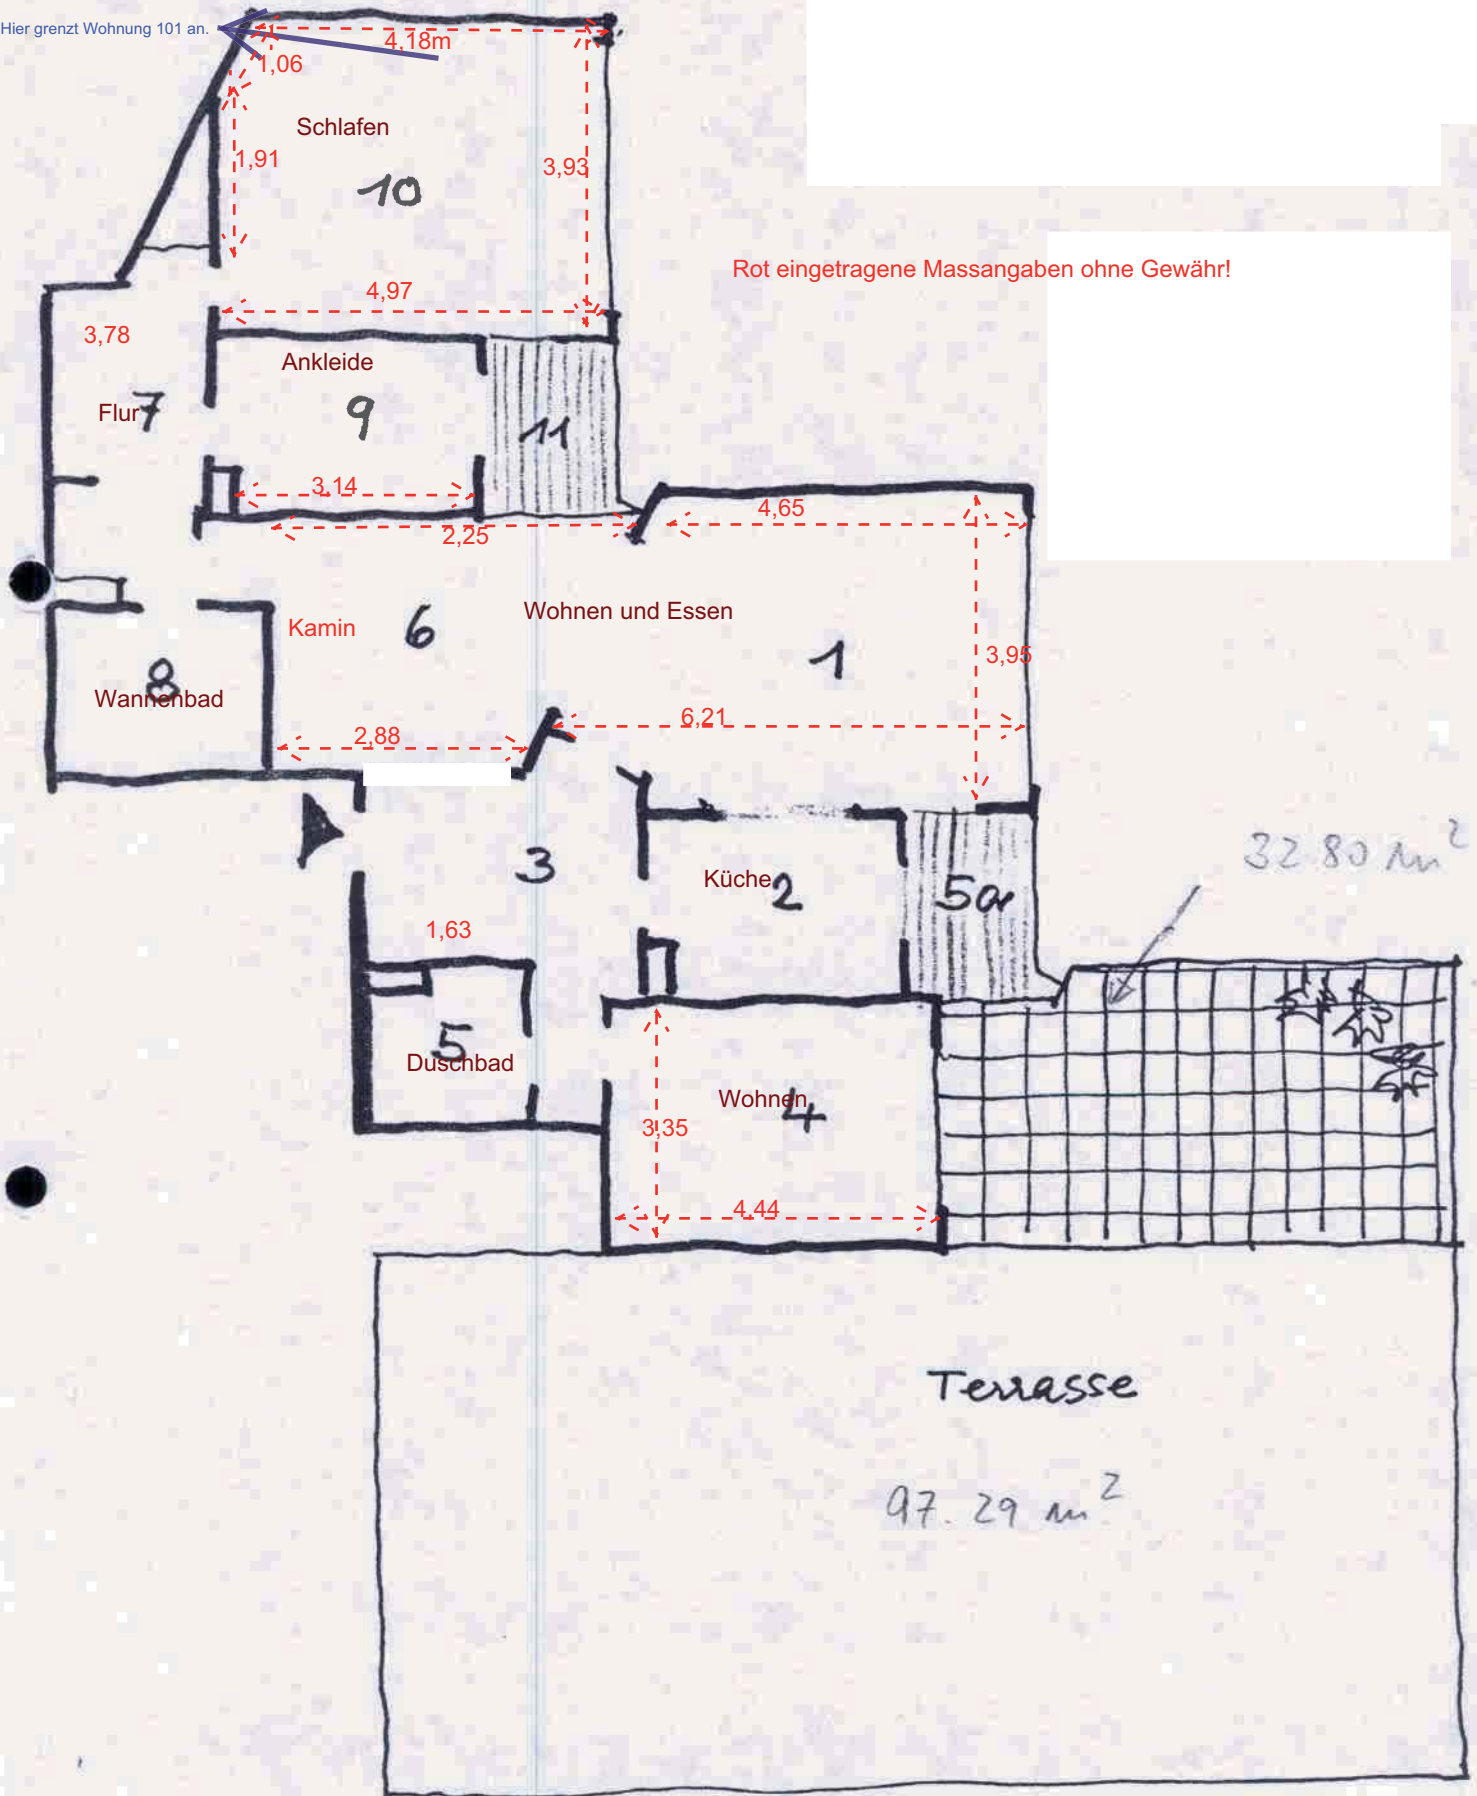 Hier grenzt Wohnung 101 an.
4,18m
1,06
Schlafen
1,91
3,93
10
Rot eingetragene Massangaben ohne Gewähr!
4,97
3,78
Ankleide
Flur 7
9
11
3,14
4,65
2,25
Wohnen und Essen
Kamin
6
1
3,95
8
Wannenbad
6,21
2,88
32.80 m²
3
Küche 2
5a
1,63
5
Duschbad
Wohnen 4
3,35
4,44
Terrasse
97.29 m²